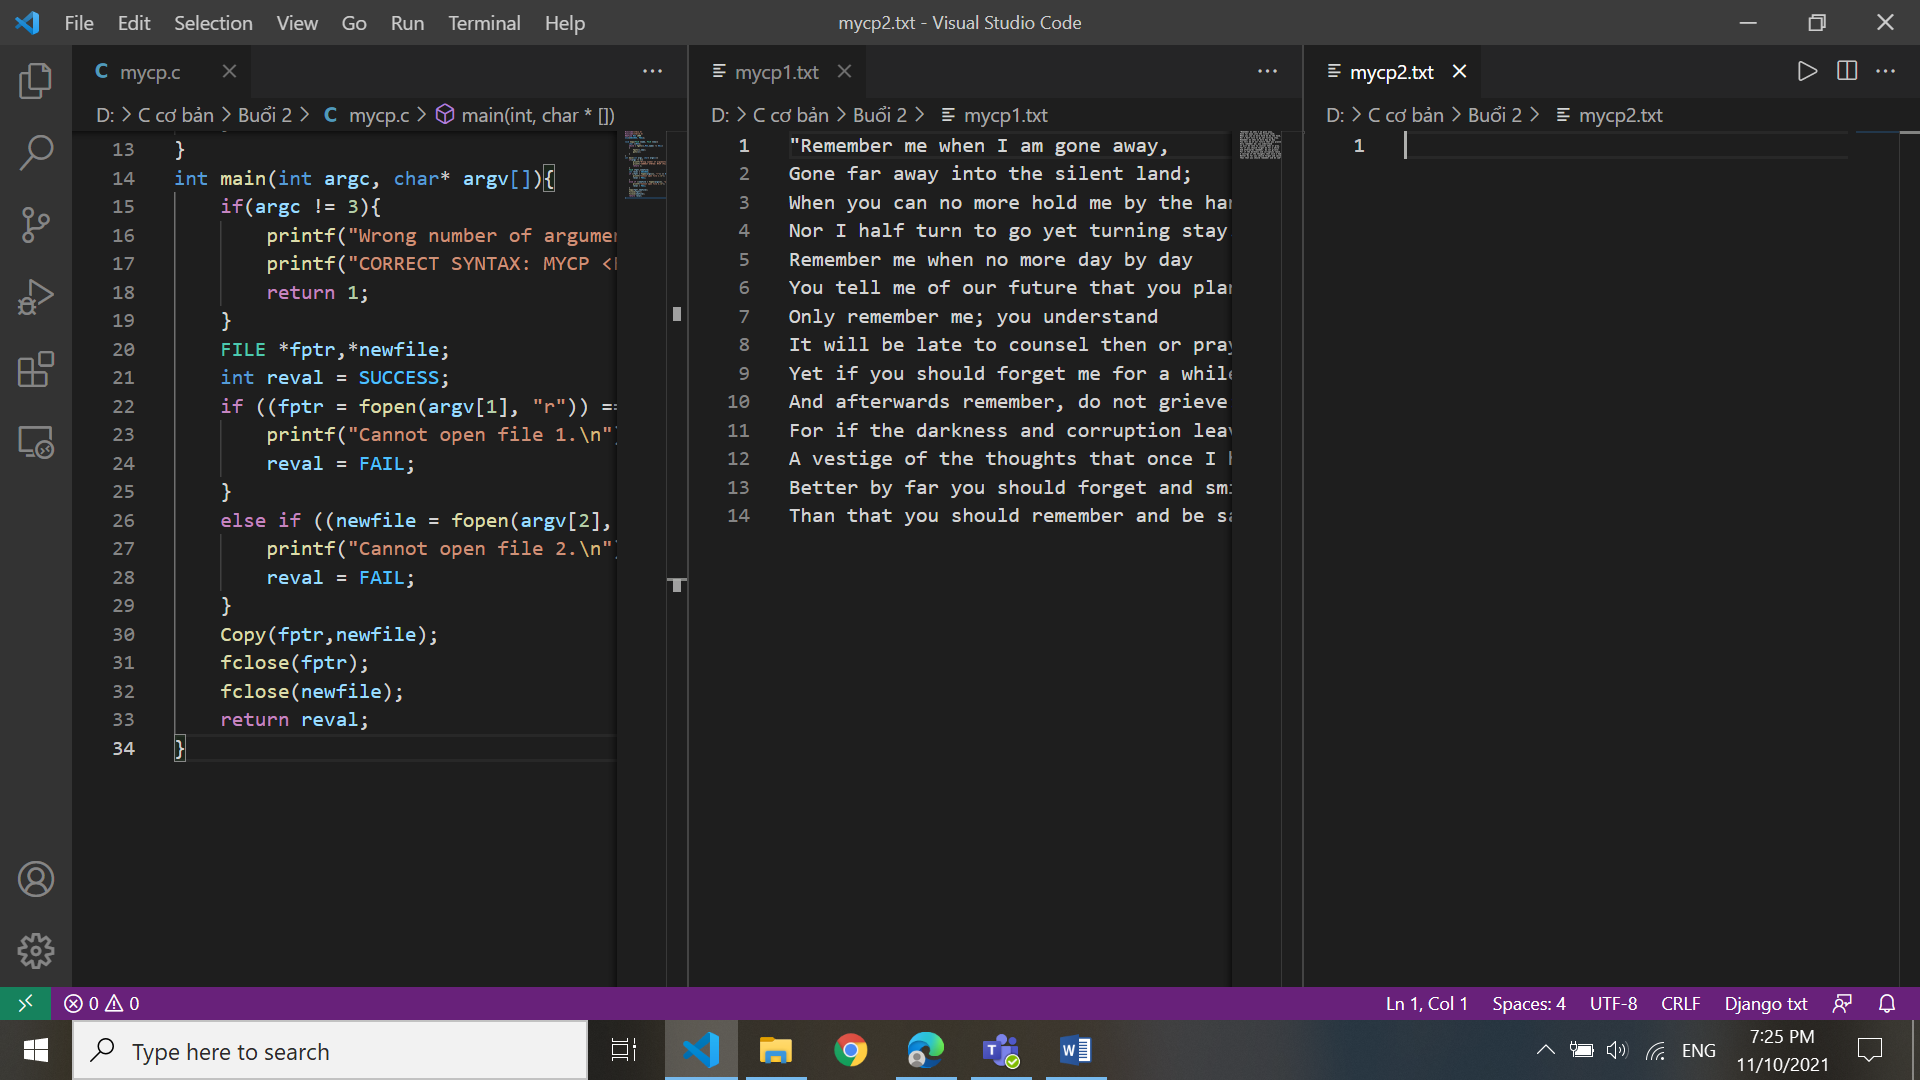 File Edit Selection View Go Run Terminal Help
mycp2.txt - Visual Studio Code
C mycp.c
D: > C cơ bản > Buổi 2 > C mycp.c > main(int, char * [])
13 }
14 int main(int argc, char* argv[]){
15 if(argc != 3){
16 printf("Wrong number of
17 printf("CORRECT SYNTAX: MYCP
18 return 1;
19 }
20 FILE *fptr,*newfile;
21 int reval = SUCCESS;
22 if ((fptr = fopen(argv[1], "r")) ==
23 printf("Cannot open file 1.\n")
24 reval = FAIL;
25 }
26 else if ((newfile = fopen(argv[2],
27 printf("Cannot open file 2.\n"
28 reval = FAIL;
29 }
30 Copy(fptr,newfile);
31 fclose(fptr);
32 fclose(newfile);
33 return reval;
34 }
mycp1.txt
D: > C cơ bản > Buổi 2 > mycp1.txt
1 "Remember me when I am gone away,
2 Gone far away into the silent land;
3 When you can no more hold me by the
4 Nor I half turn to go yet turning stay
5 Remember me when no more day by day
6 You tell me of our future that you
7 Only remember me; you understand
8 It will be late to counsel then or
9 Yet if you should forget me for a
10 And afterwards remember, do not grieve
11 For if the darkness and corruption
12 A vestige of the thoughts that once I
13 Better by far you should forget and
14 Than that you should remember and be
mycp2.txt
D: > C cơ bản > Buổi 2 > mycp2.txt
1
0 0
Ln 1, Col 1 Spaces: 4 UTF-8 CRLF Django txt
Type here to search
ENG
7:25 PM
11/10/2021